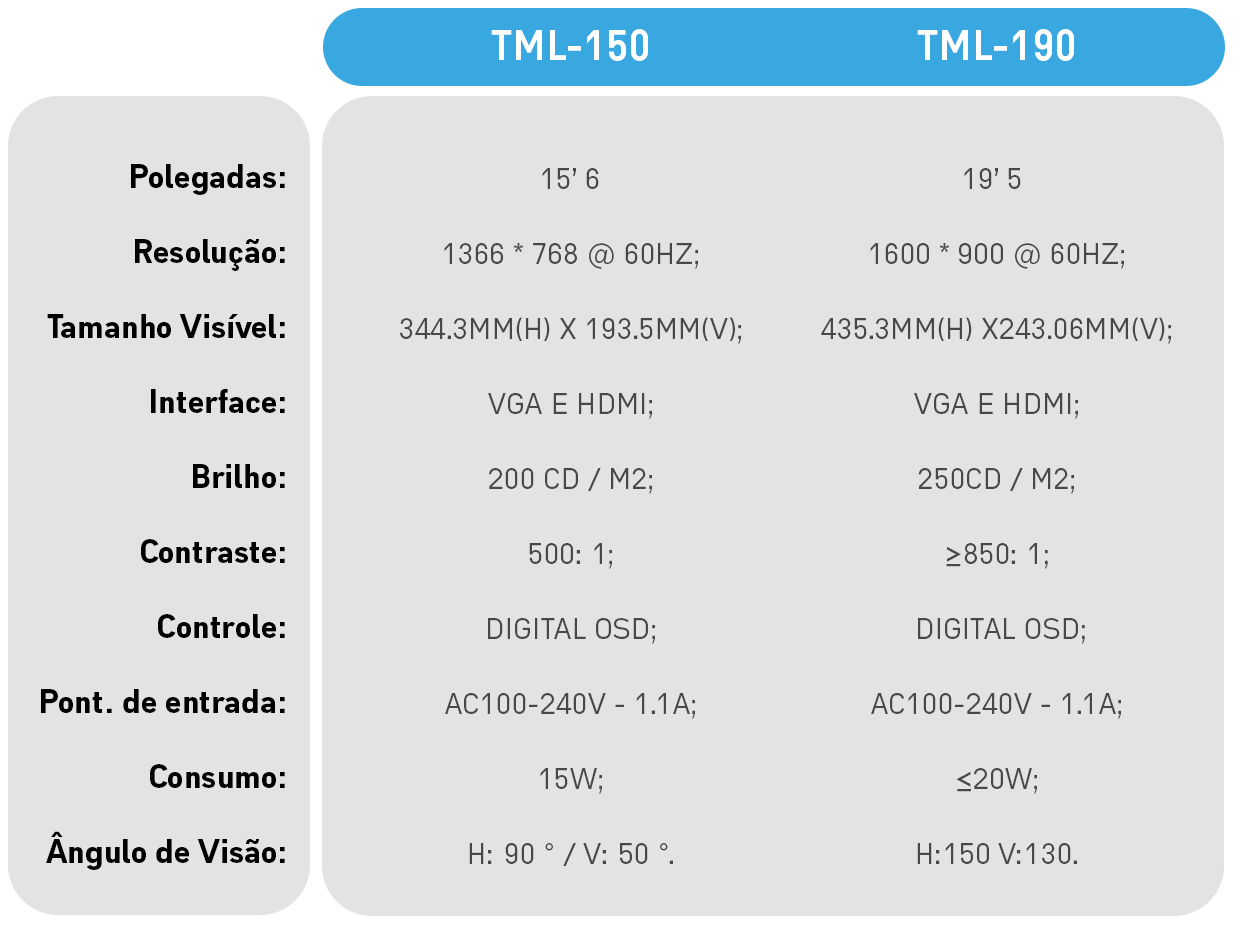 TML-150 TML-190
Polegadas: 15’ 6 19’ 5
Resolução: 1366 * 768 @ 60HZ; 1600 * 900 @ 60HZ;
Tamanho Visível: 344.3MM(H) X 193.5MM(V); 435.3MM(H) X243.06MM(V);
Interface: VGA E HDMI; VGA E HDMI;
Brilho: 200 CD / M2; 250CD / M2;
Contraste: 500: 1; ≥850: 1;
Controle: DIGITAL OSD; DIGITAL OSD;
Pont. de entrada: AC100-240V - 1.1A; AC100-240V - 1.1A;
Consumo: 15W; ≤20W;
Ângulo de Visão: H: 90 ° / V: 50 °. H:150 V:130.